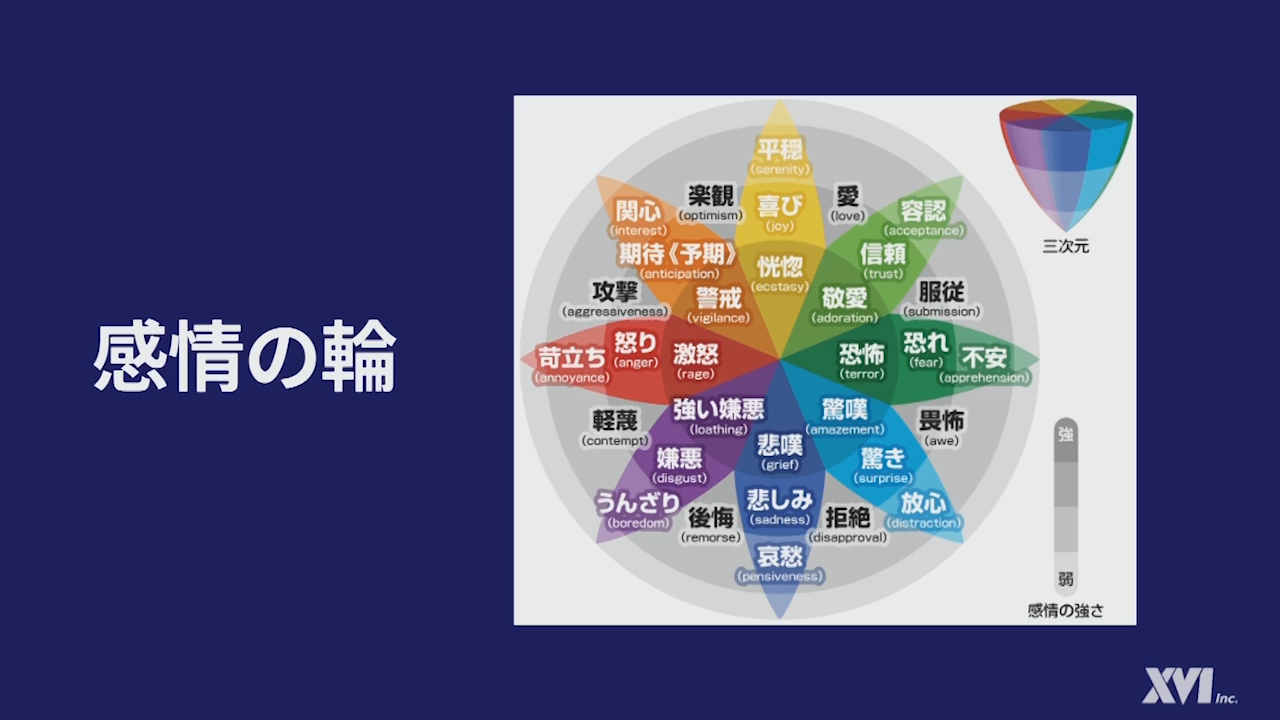 感情の輪
平穏
(serenity)
楽観
(optimism)
愛
(love)
関心
(interest)
喜び
(joy)
容認
(acceptance)
期待《予期》
(anticipation)
恍惚
(ecstasy)
信頼
(trust)
攻撃
(aggressiveness)
警戒
(vigilance)
敬愛
(adoration)
服従
(submission)
苛立ち
(annoyance)
怒り
(anger)
激怒
(rage)
恐怖
(terror)
恐れ
(fear)
不安
(apprehension)
軽蔑
(contempt)
強い嫌悪
(loathing)
驚嘆
(amazement)
畏怖
(awe)
嫌悪
(disgust)
悲嘆
(grief)
驚き
(surprise)
うんざり
(boredom)
後悔
(remorse)
悲しみ
(sadness)
拒絶
(disapproval)
放心
(distraction)
哀愁
(pensiveness)
三次元
強
弱
感情の強さ
XVI Inc.